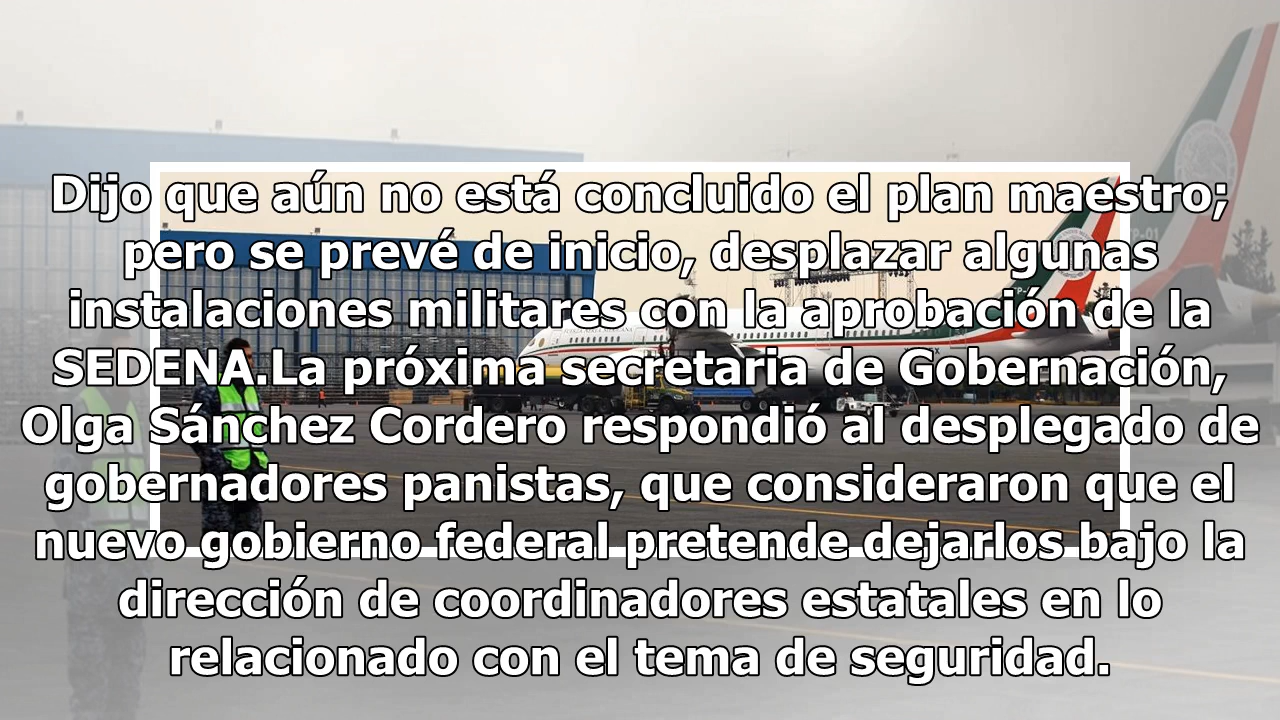 Dijo que aún no está concluido el plan maestro;
pero se prevé de inicio, desplazar algunas
instalaciones militares con la aprobación de la
SEDENA.La próxima secretaria de Gobernación,
Olga Sánchez Cordero respondió al desplegado de
gobernadores panistas, que consideraron que el
nuevo gobierno federal pretende dejarlos bajo la
dirección de coordinadores estatales en lo
relacionado con el tema de seguridad.